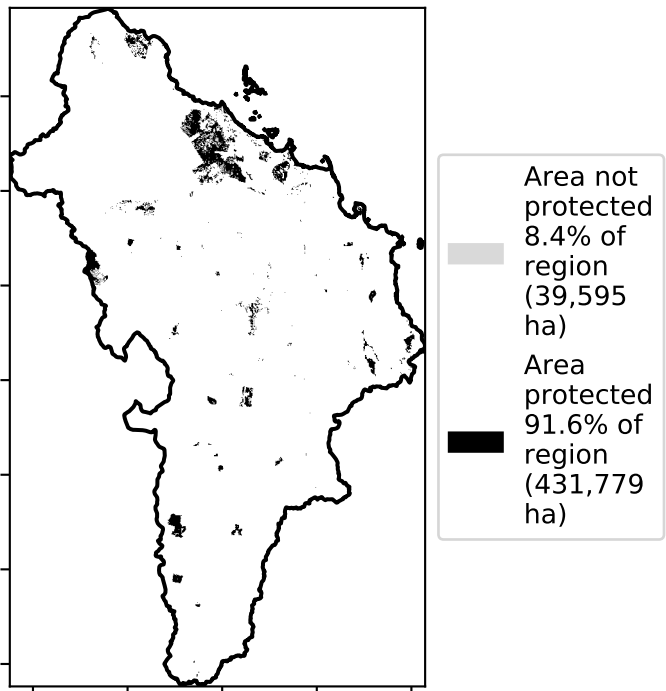 Area not
protected
8.4% of
region
(39,595
ha)
Area
protected
91.6% of
region
(431,779
ha)